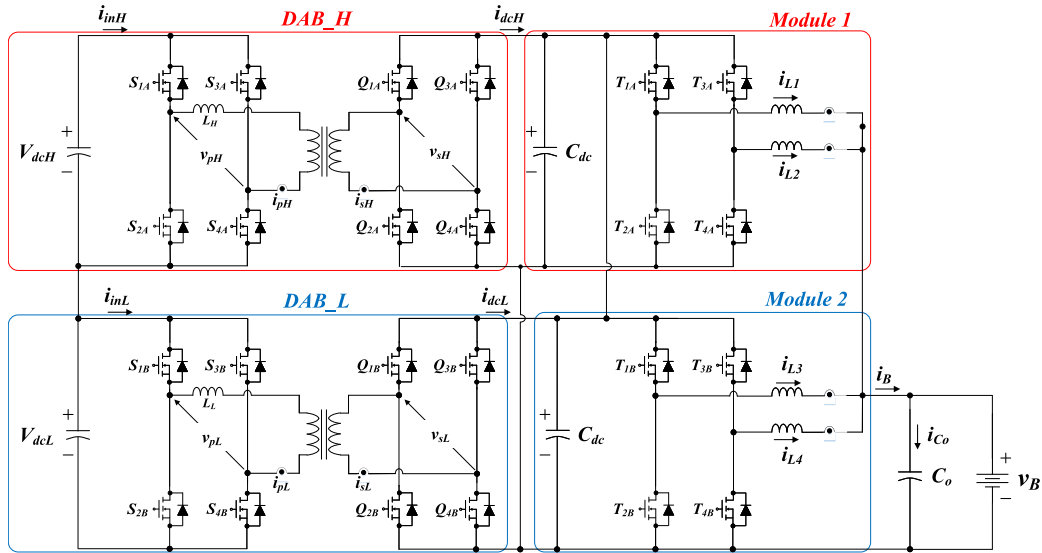 i_inH
DAB_H
i_dcH
Module 1
S_1A
S_3A
Q_1A
Q_3A
T_1A
T_3A
i_L1
L_H
+
V_dcH
−
v_pH
v_sH
+
C_dc
−
i_L2
i_pH
i_sH
S_2A
S_4A
Q_2A
Q_4A
T_2A
T_4A
i_inL
DAB_L
i_dcL
Module 2
S_1B
S_3B
Q_1B
Q_3B
T_1B
T_3B
i_L3
i_B
L_L
+
V_dcL
−
v_pL
v_sL
+
C_dc
−
i_L4
i_Co
i_pL
i_sL
C_o
+
v_B
−
S_2B
S_4B
Q_2B
Q_4B
T_2B
T_4B